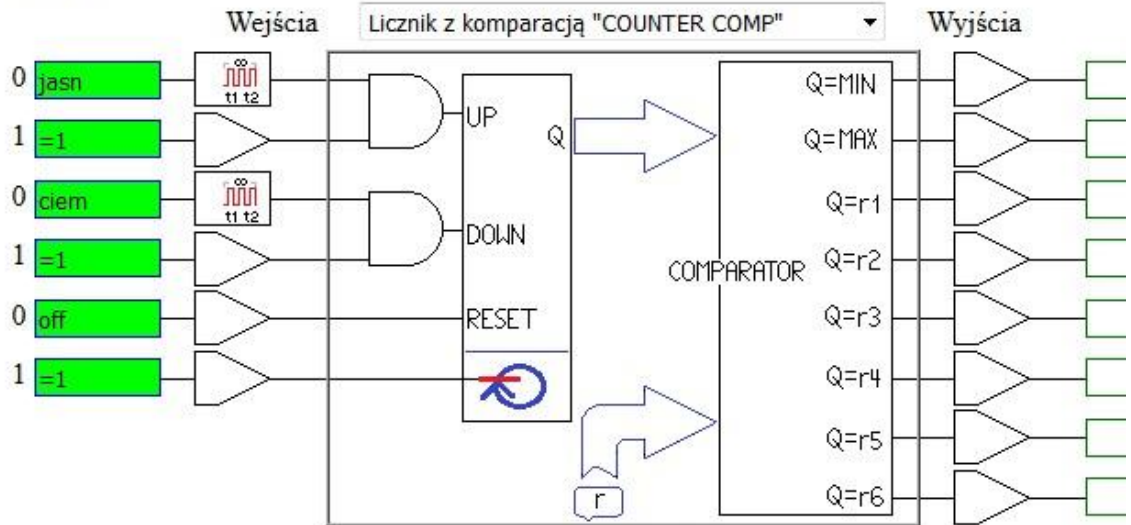 Wejścia
Licznik z komparacją "COUNTER COMP"
Wyjścia
0 jasn
∞
t1 t2
1 =1
0 ciem
∞
t1 t2
1 =1
0 off
1 =1
UP
Q
DOWN
RESET
COMPARATOR
r
Q=MIN
Q=MAX
Q=r1
Q=r2
Q=r3
Q=r4
Q=r5
Q=r6